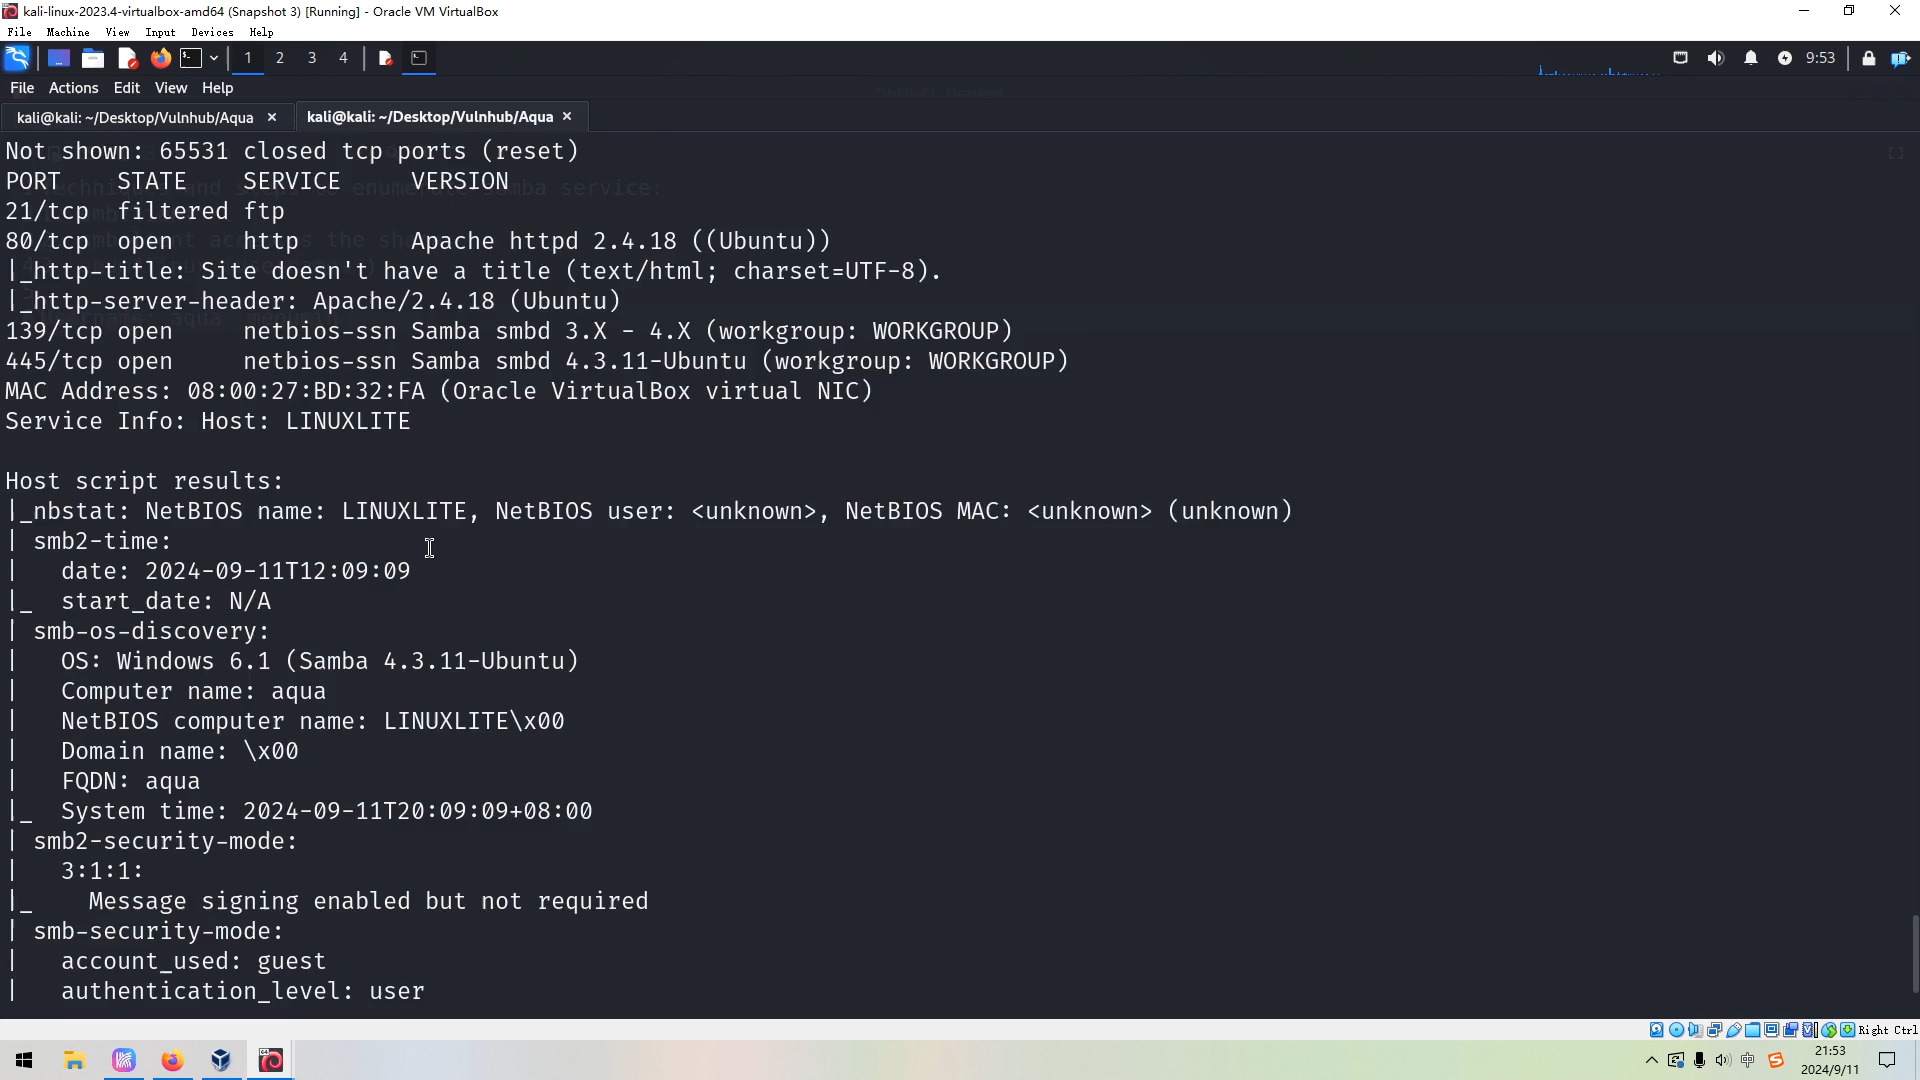 kali-linux-2023.4-virtualbox-amd64 (Snapshot 3) [Running] - Oracle VM VirtualBox
File Machine View Input Devices Help
1 2 3 4 9:53
File Actions Edit View Help
kali@kali: ~/Desktop/Vulnhub/Aqua × kali@kali: ~/Desktop/Vulnhub/Aqua ×
Not shown: 65531 closed tcp ports (reset)
PORT STATE SERVICE VERSION
21/tcp filtered ftp
80/tcp open http Apache httpd 2.4.18 ((Ubuntu))
|_http-title: Site doesn't have a title (text/html; charset=UTF-8).
|_http-server-header: Apache/2.4.18 (Ubuntu)
139/tcp open netbios-ssn Samba smbd 3.X - 4.X (workgroup: WORKGROUP)
445/tcp open netbios-ssn Samba smbd 4.3.11-Ubuntu (workgroup: WORKGROUP)
MAC Address: 08:00:27:BD:32:FA (Oracle VirtualBox virtual NIC)
Service Info: Host: LINUXLITE
Host script results:
|_nbstat: NetBIOS name: LINUXLITE, NetBIOS user: <unknown>, NetBIOS MAC: <unknown> (unknown)
| smb2-time:
|   date: 2024-09-11T12:09:09
|_  start_date: N/A
| smb-os-discovery:
|   OS: Windows 6.1 (Samba 4.3.11-Ubuntu)
|   Computer name: aqua
|   NetBIOS computer name: LINUXLITE\x00
|   Domain name: \x00
|   FQDN: aqua
|_  System time: 2024-09-11T20:09:09+08:00
| smb2-security-mode:
|   3:1:1:
|_    Message signing enabled but not required
| smb-security-mode:
|   account_used: guest
|   authentication_level: user
Right Ctrl
中 21:53
2024/9/11